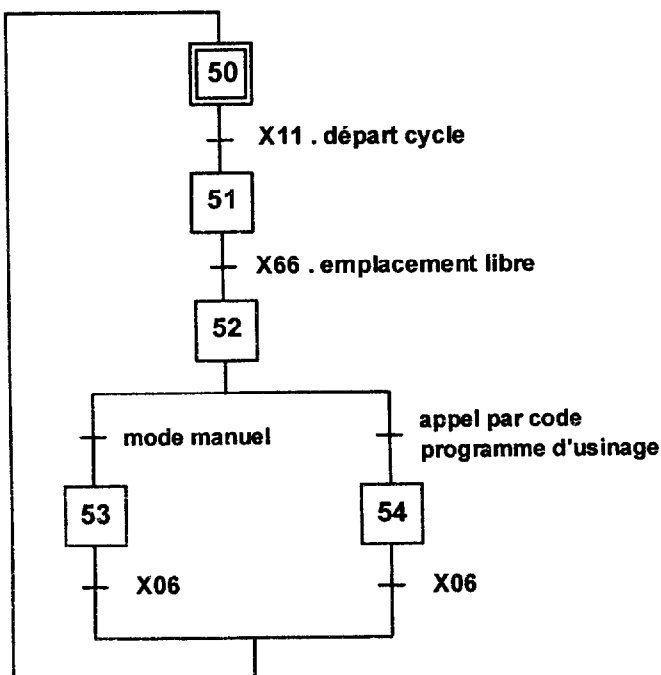 50
X11 . départ cycle
51
X66 . emplacement libre
52
mode manuel
appel par code
programme d'usinage
53
54
X06
X06